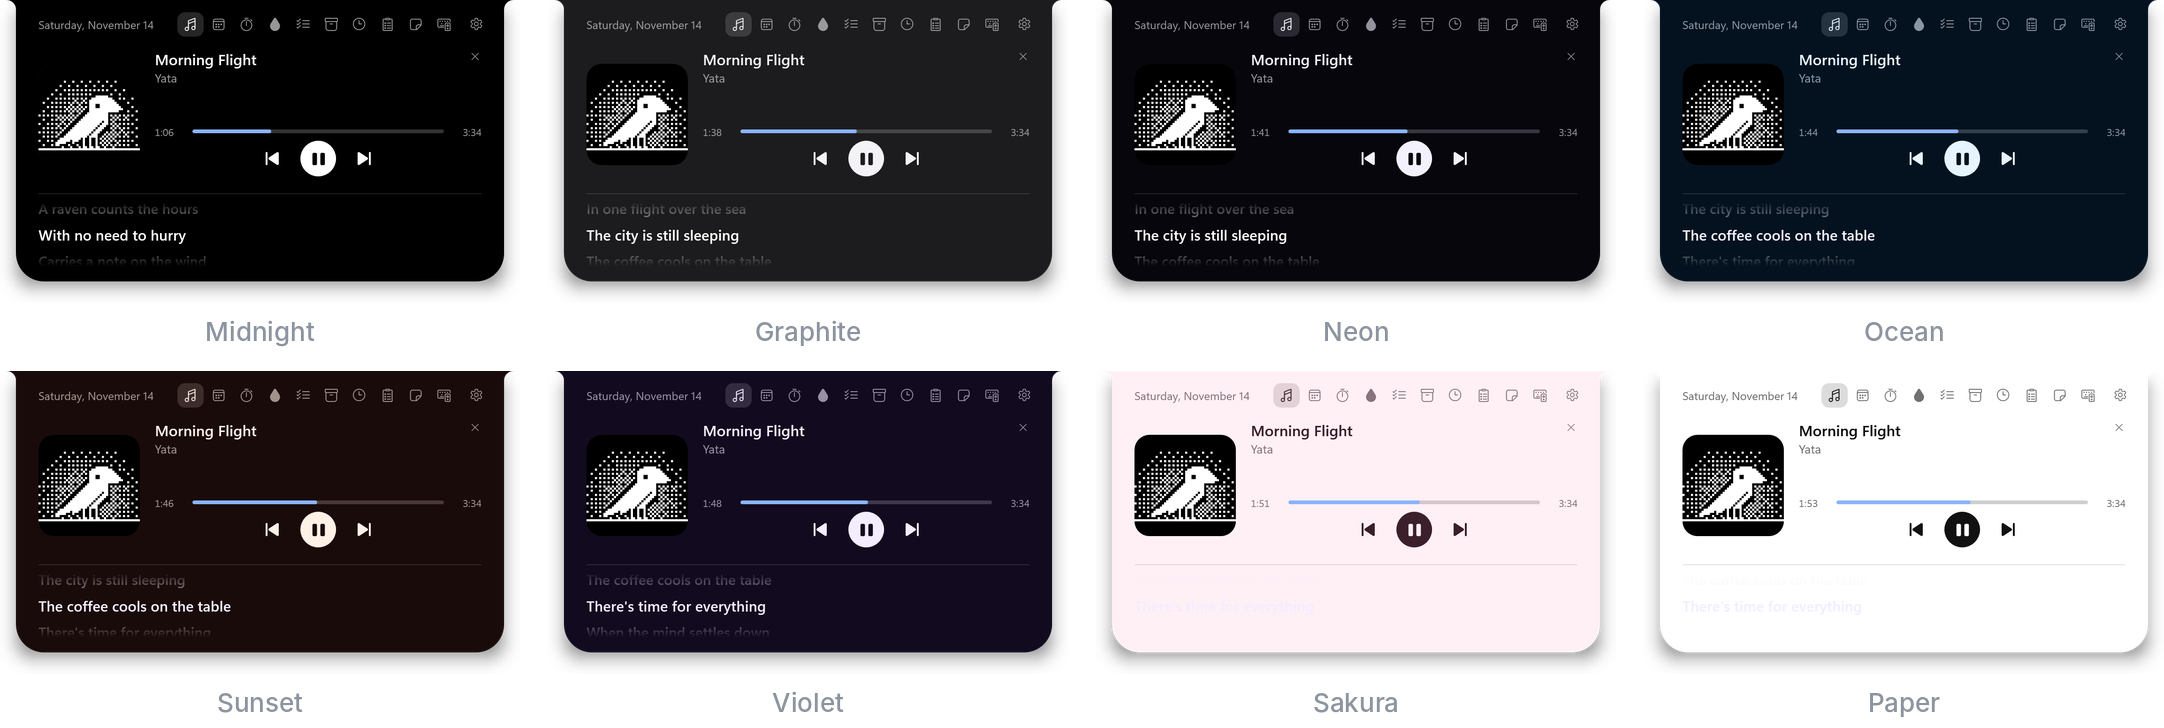 Saturday, November 14
Morning Flight
Yata
1:06
3:34
A raven counts the hours
With no need to hurry
Carries a note on the wind
Midnight
Saturday, November 14
Morning Flight
Yata
1:38
3:34
In one flight over the sea
The city is still sleeping
The coffee cools on the table
Graphite
Saturday, November 14
Morning Flight
Yata
1:41
3:34
In one flight over the sea
The city is still sleeping
The coffee cools on the table
Neon
Saturday, November 14
Morning Flight
Yata
1:44
3:34
The city is still sleeping
The coffee cools on the table
There's time for everything
Ocean
Saturday, November 14
Morning Flight
Yata
1:46
3:34
The city is still sleeping
The coffee cools on the table
There's time for everything
Sunset
Saturday, November 14
Morning Flight
Yata
1:48
3:34
The coffee cools on the table
There's time for everything
When the mind settles down
Violet
Saturday, November 14
Morning Flight
Yata
1:51
3:34
There's time for everything
Sakura
Saturday, November 14
Morning Flight
Yata
1:53
3:34
The coffee cools on the table
There's time for everything
Paper